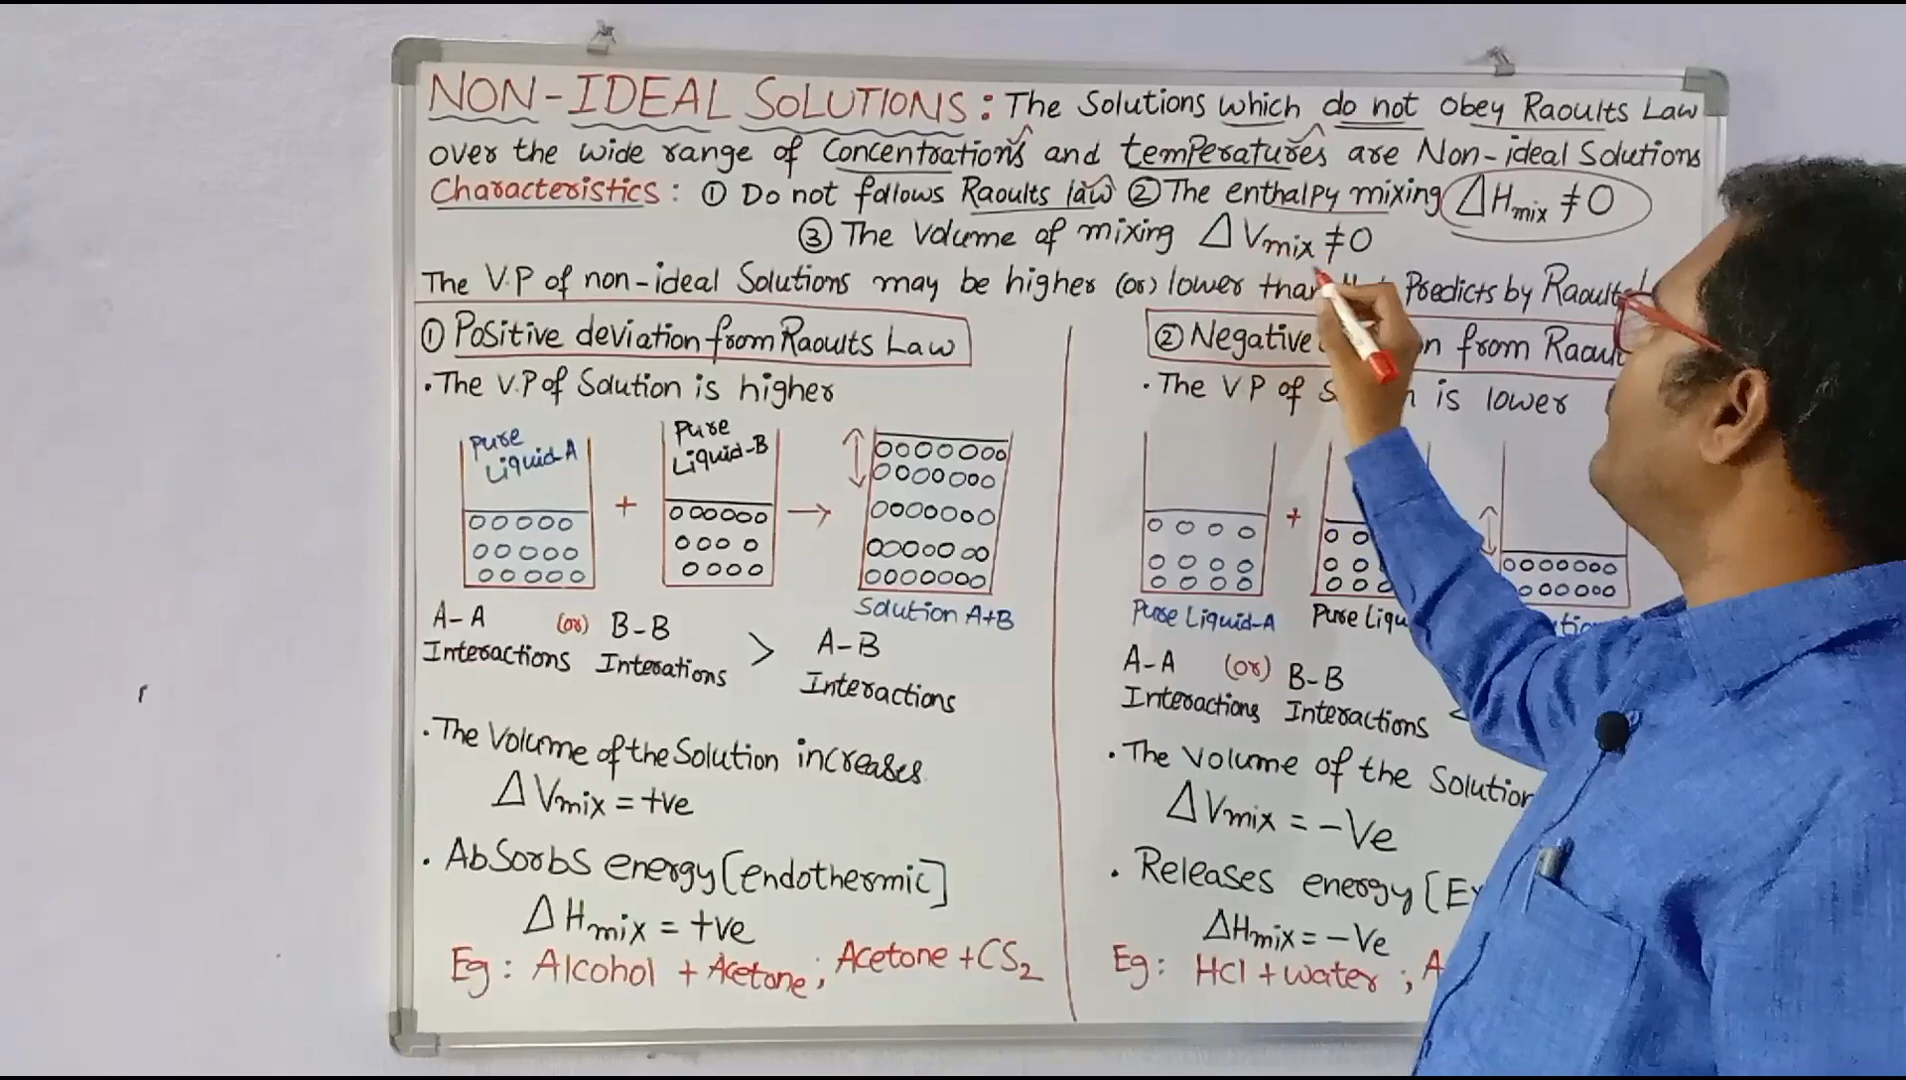 NON-IDEAL SOLUTIONS: The Solutions which do not obey Raoults Law
over the wide range of Concentrations and temperatures are Non-ideal Solutions
Characteristics: ① Do not follows Raoults law ② The enthalpy mixing ΔHmix ≠ 0
③ The Volume of mixing ΔVmix ≠ 0
The V.P of non-ideal Solutions may be higher (or) lower than Predicts by Raoults
① Positive deviation from Raoults Law
• The V.P of Solution is higher
Pure
Liquid-A
Pure
Liquid-B
+ →
Solution A+B
A-A (or) B-B > A-B
Interactions Interations Interactions
• The Volume of the Solution increases
ΔVmix = +ve
• Absorbs energy [endothermic]
ΔHmix = +ve
Eg: Alcohol + Acetone; Acetone + CS₂
② Negative from
• The V P of is lower
+
Pure Liquid-A Pure
A-A (or) B-B
Interactions Interactions
• The Volume of the Solution
ΔVmix = -Ve
• Releases energy [
ΔHmix = -Ve
Eg: HCl + water; A